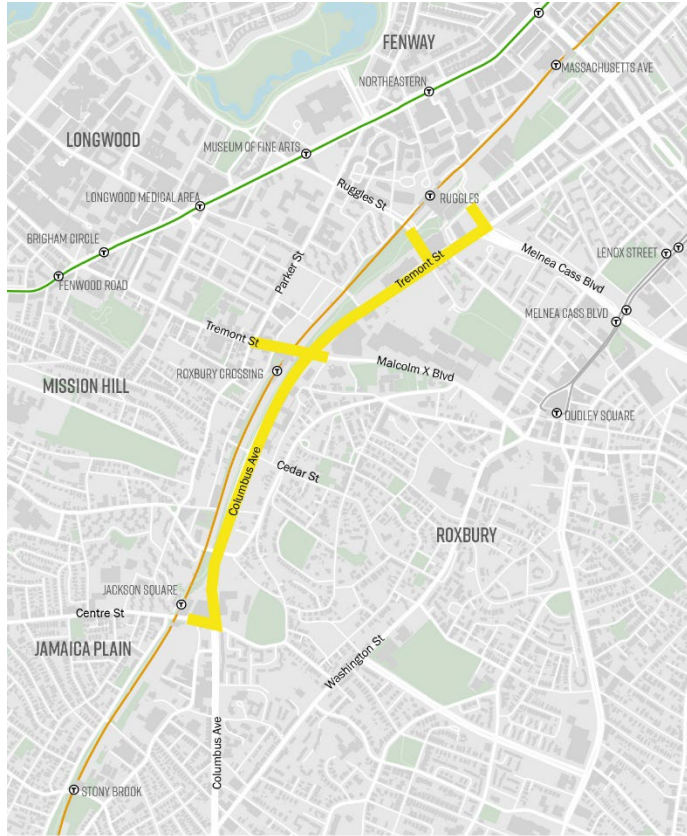 FENWAY
MASSACHUSETTS AVE
NORTHEASTERN
LONGWOOD
MUSEUM OF FINE ARTS
Ruggles St
RUGGLES
LONGWOOD MEDICAL AREA
BRIGHAM CIRCLE
Parker St
Tremont St
Melnea Cass Blvd
LENOX STREET
FENWOOD ROAD
MELNEA CASS BLVD
Tremont St
Malcolm X Blvd
ROXBURY CROSSING
MISSION HILL
DUDLEY SQUARE
Columbus Ave
Cedar St
ROXBURY
JACKSON SQUARE
Centre St
JAMAICA PLAIN
Washington St
Columbus Ave
STONY BROOK